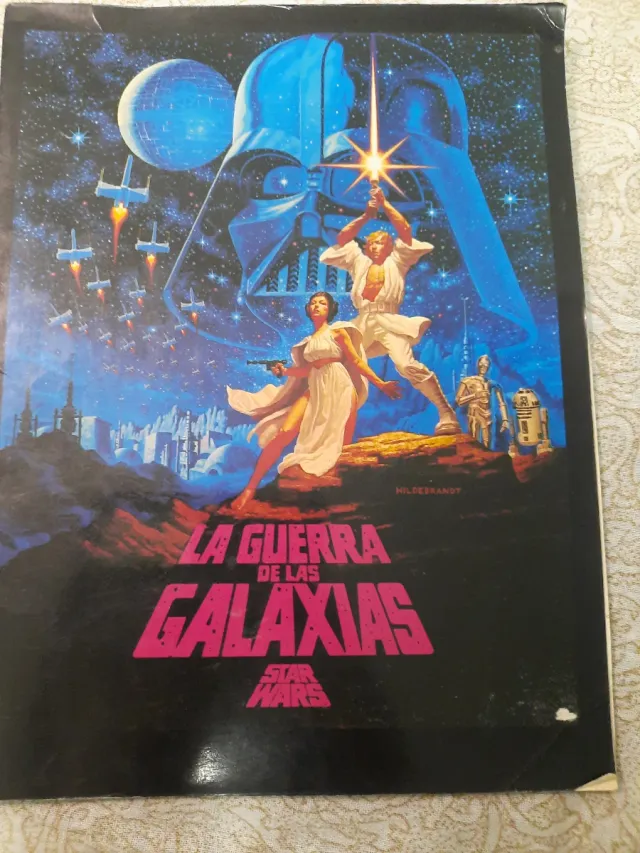 HILDEBRANDT
LA GUERRA
DE LAS
GALAXIAS
STAR
WARS